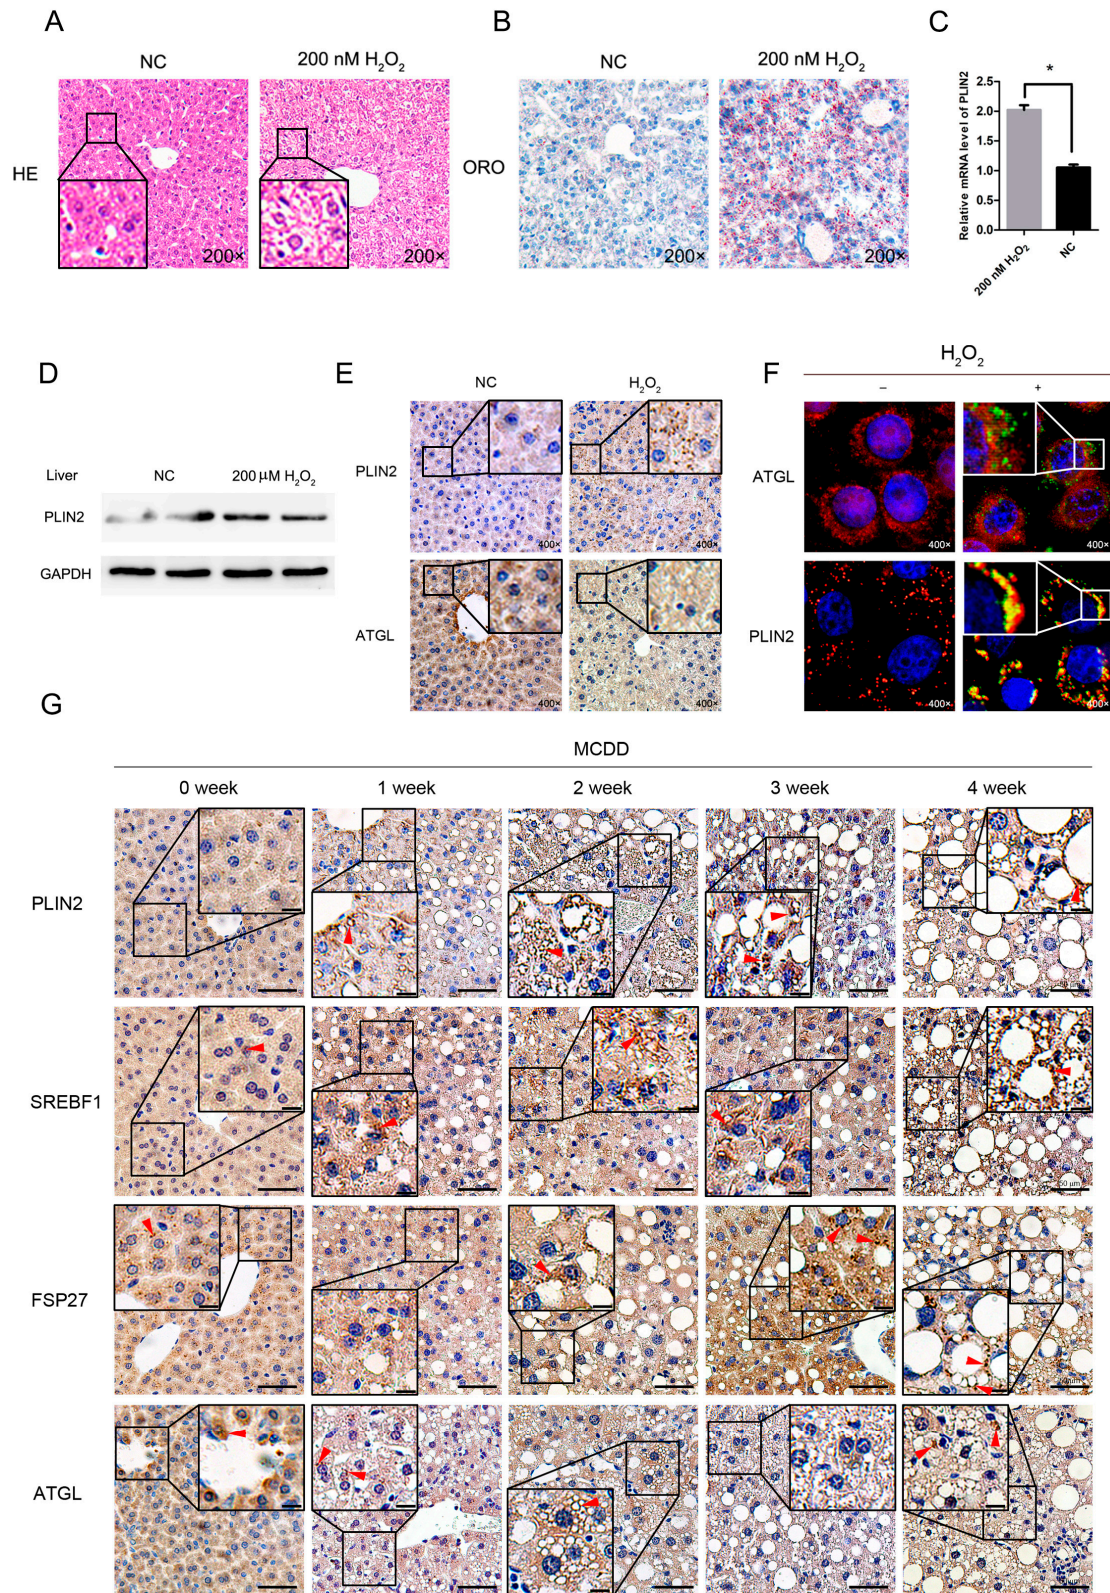 A
B
C
NC
200 nM H₂O₂
NC
200 nM H₂O₂
HE
200×
200×
ORO
200×
200×
Relative mRNA level of PLIN2
2.5
2.0
1.5
1.0
0.5
0.0
*
200 nM H₂O₂
NC
D
E
F
Liver
NC
200 μM H₂O₂
PLIN2
GAPDH
NC
H₂O₂
PLIN2
400×
400×
ATGL
400×
400×
H₂O₂
–
+
ATGL
400×
400×
PLIN2
400×
400×
G
MCDD
0 week
1 week
2 week
3 week
4 week
PLIN2
SREBF1
50 μm
FSP27
ATGL